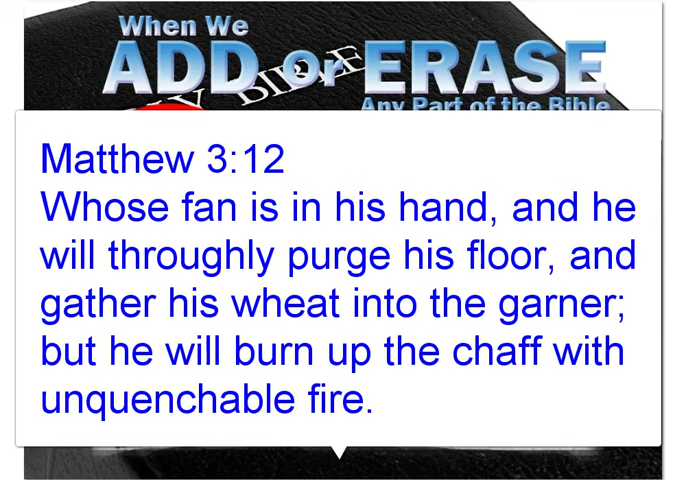 When We
ADD or ERASE
HOLY BIBLE
Any Part of the Bible
Matthew 3:12
Whose fan is in his hand, and he
will throughly purge his floor, and
gather his wheat into the garner;
but he will burn up the chaff with
unquenchable fire.